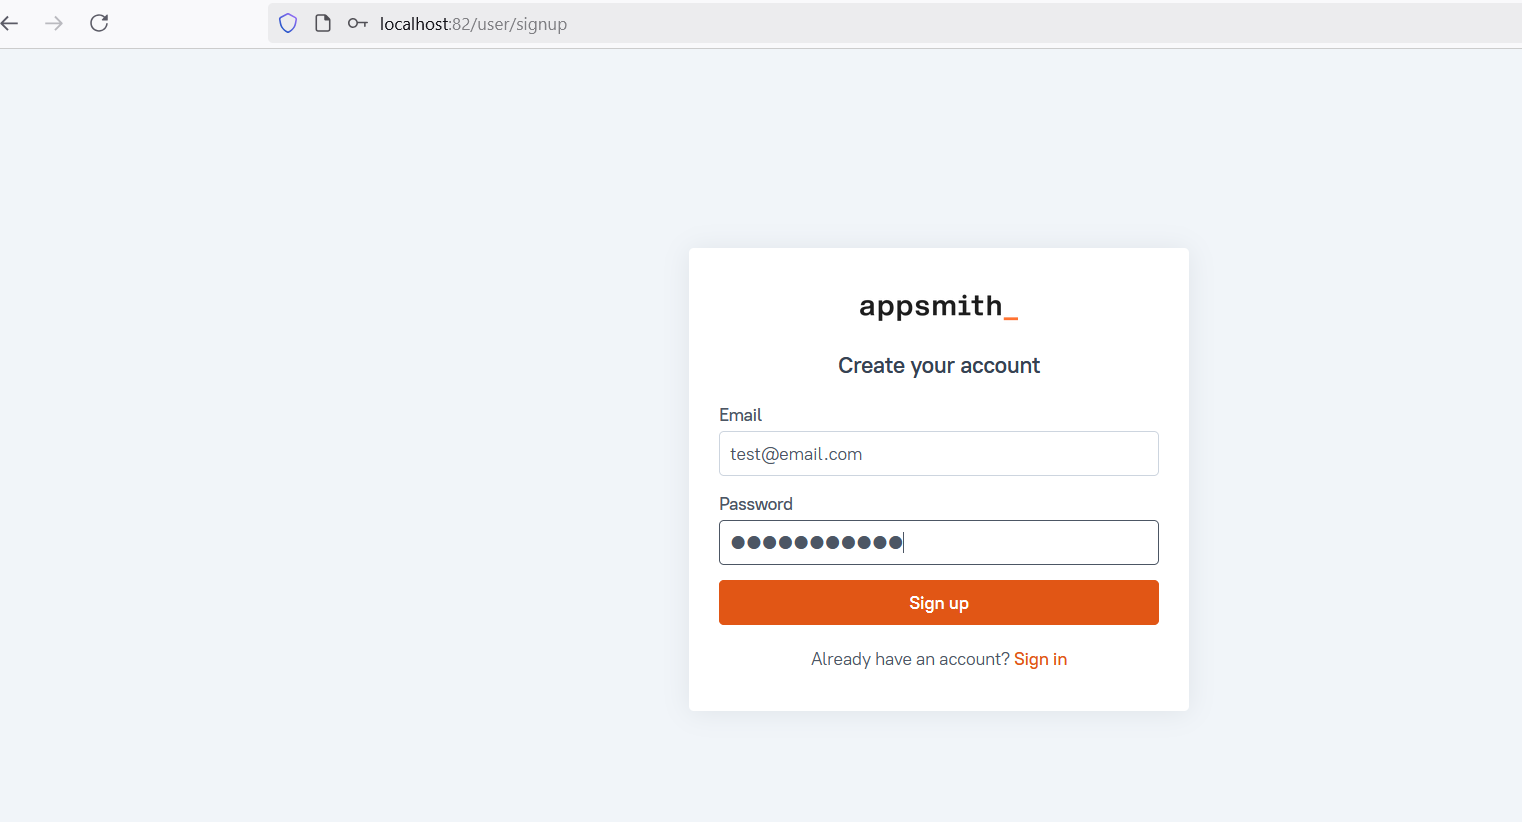 localhost:82/user/signup
appsmith_
Create your account
Email
test@email.com
Password
●●●●●●●●●●●
Sign up
Already have an account? Sign in